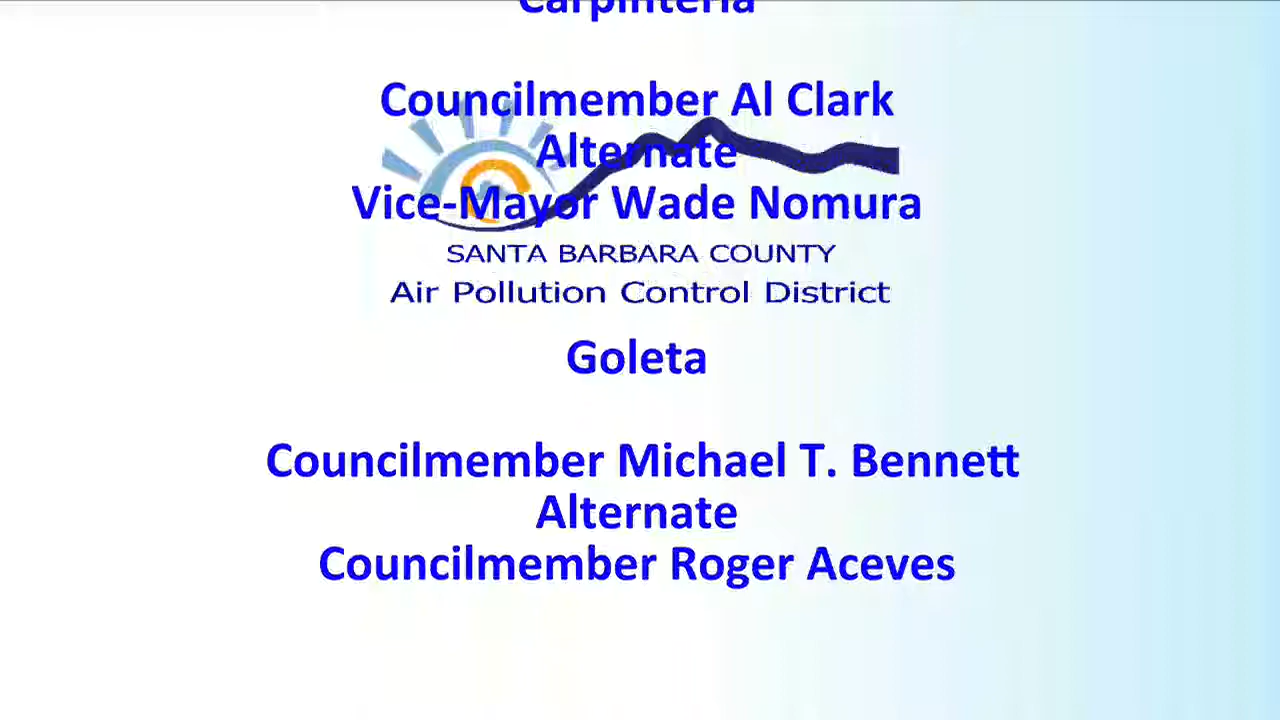 Carpinteria
Councilmember Al Clark
Alternate
Vice-Mayor Wade Nomura
SANTA BARBARA COUNTY
Air Pollution Control District
Goleta
Councilmember Michael T. Bennett
Alternate
Councilmember Roger Aceves